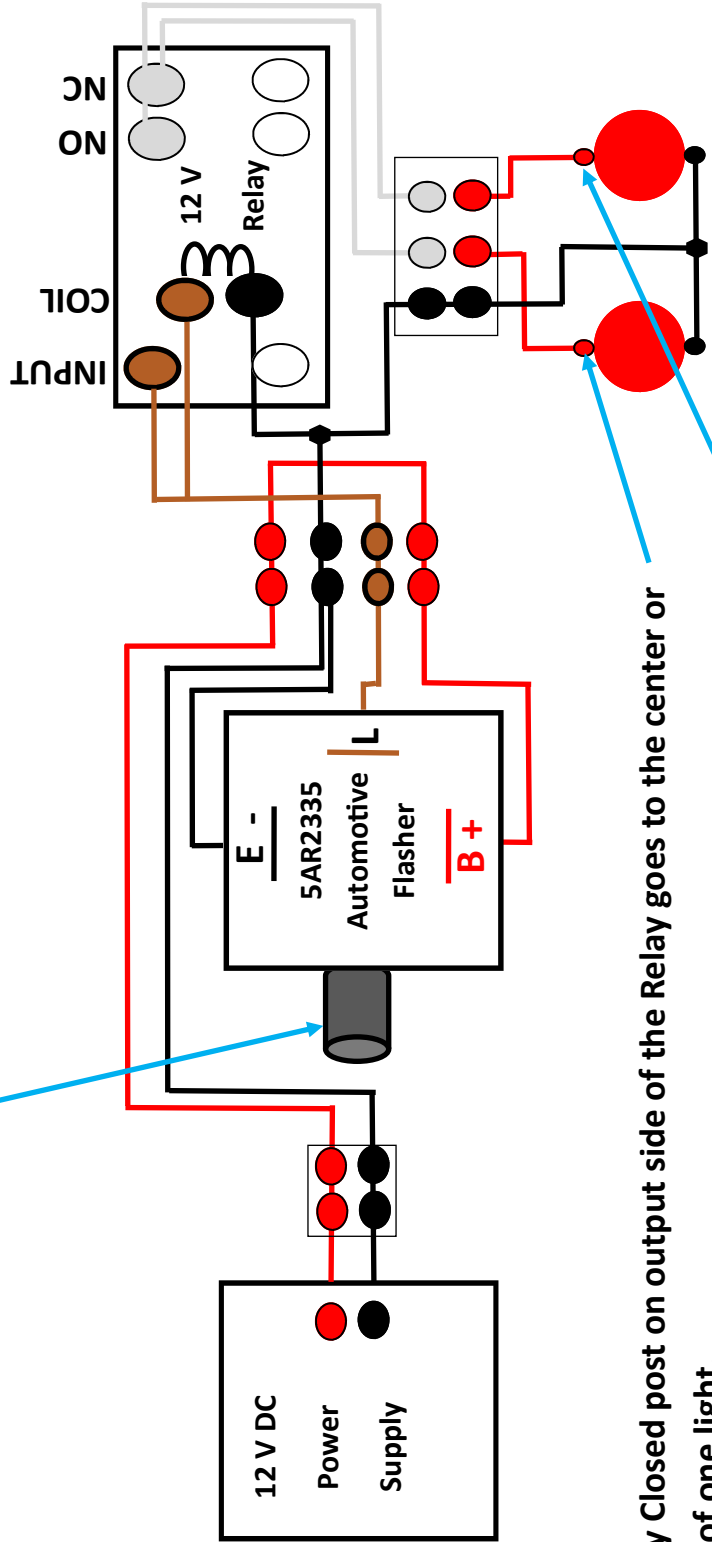 12 V DC
Power
Supply
E -
5AR2335
Automotive
Flasher
B +
L
INPUT
COIL
NO
NC
12 V
Relay
Closed post on output side of the Relay goes to the center or
of one light